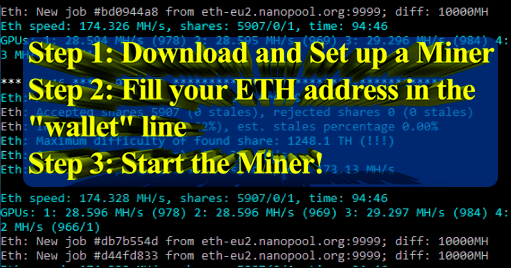 Eth: New job #bd0944a8 from eth-eu2.nanopool.org:9999; diff: 10000MH
Eth speed: 174.326 MH/s, shares: 5907/0/1, time: 94:46
GPUs: 1: 28.594 MH/s (978) 2: 28.595 MH/s (969) 3: 29.296 MH/s (984) 4:
3 MH
Step 1: Download and Set up a Miner
***
Eth:
Step 2: Fill your ETH address in the
Eth: Accepted shares 5907 (0 stales), rejected shares 0 (0 stales)
"wallet" line
Eth: 2%), est. stales percentage 0.00%
Eth: Maximum difficulty of found share: 1248.1 TH (!!!)
Step 3: Start the Miner!
Eth: 173.13 MH/s
Eth speed: 174.328 MH/s, shares: 5907/0/1, time: 94:46
GPUs: 1: 28.596 MH/s (978) 2: 28.596 MH/s (969) 3: 29.297 MH/s (984) 4:
2 MH (966/1)
Eth: New job #db7b554d from eth-eu2.nanopool.org:9999; diff: 10000MH
Eth: New job #d44fd833 from eth-eu2.nanopool.org:9999; diff: 10000MH